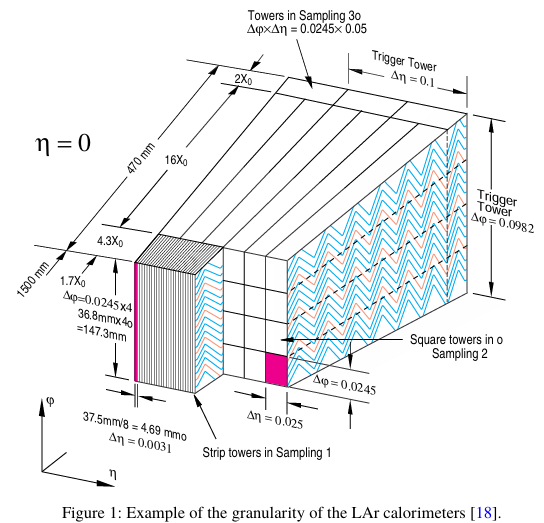 Towers in Sampling 3o
Δφ×Δη = 0.0245× 0.05
Trigger Tower
Δη = 0.1
2X0
η = 0
470 mm
16X0
Trigger
Tower
Δφ = 0.0982
4.3X0
1500 mm
1.7X0
Δφ=0.0245x4
36.8mmx4o
=147.3mm
Square towers in o
Sampling 2
Δφ = 0.0245
Δη = 0.025
37.5mm/8 = 4.69 mmo
Δη = 0.0031
Strip towers in Sampling 1
φ
η
Figure 1: Example of the granularity of the LAr calorimeters [18].